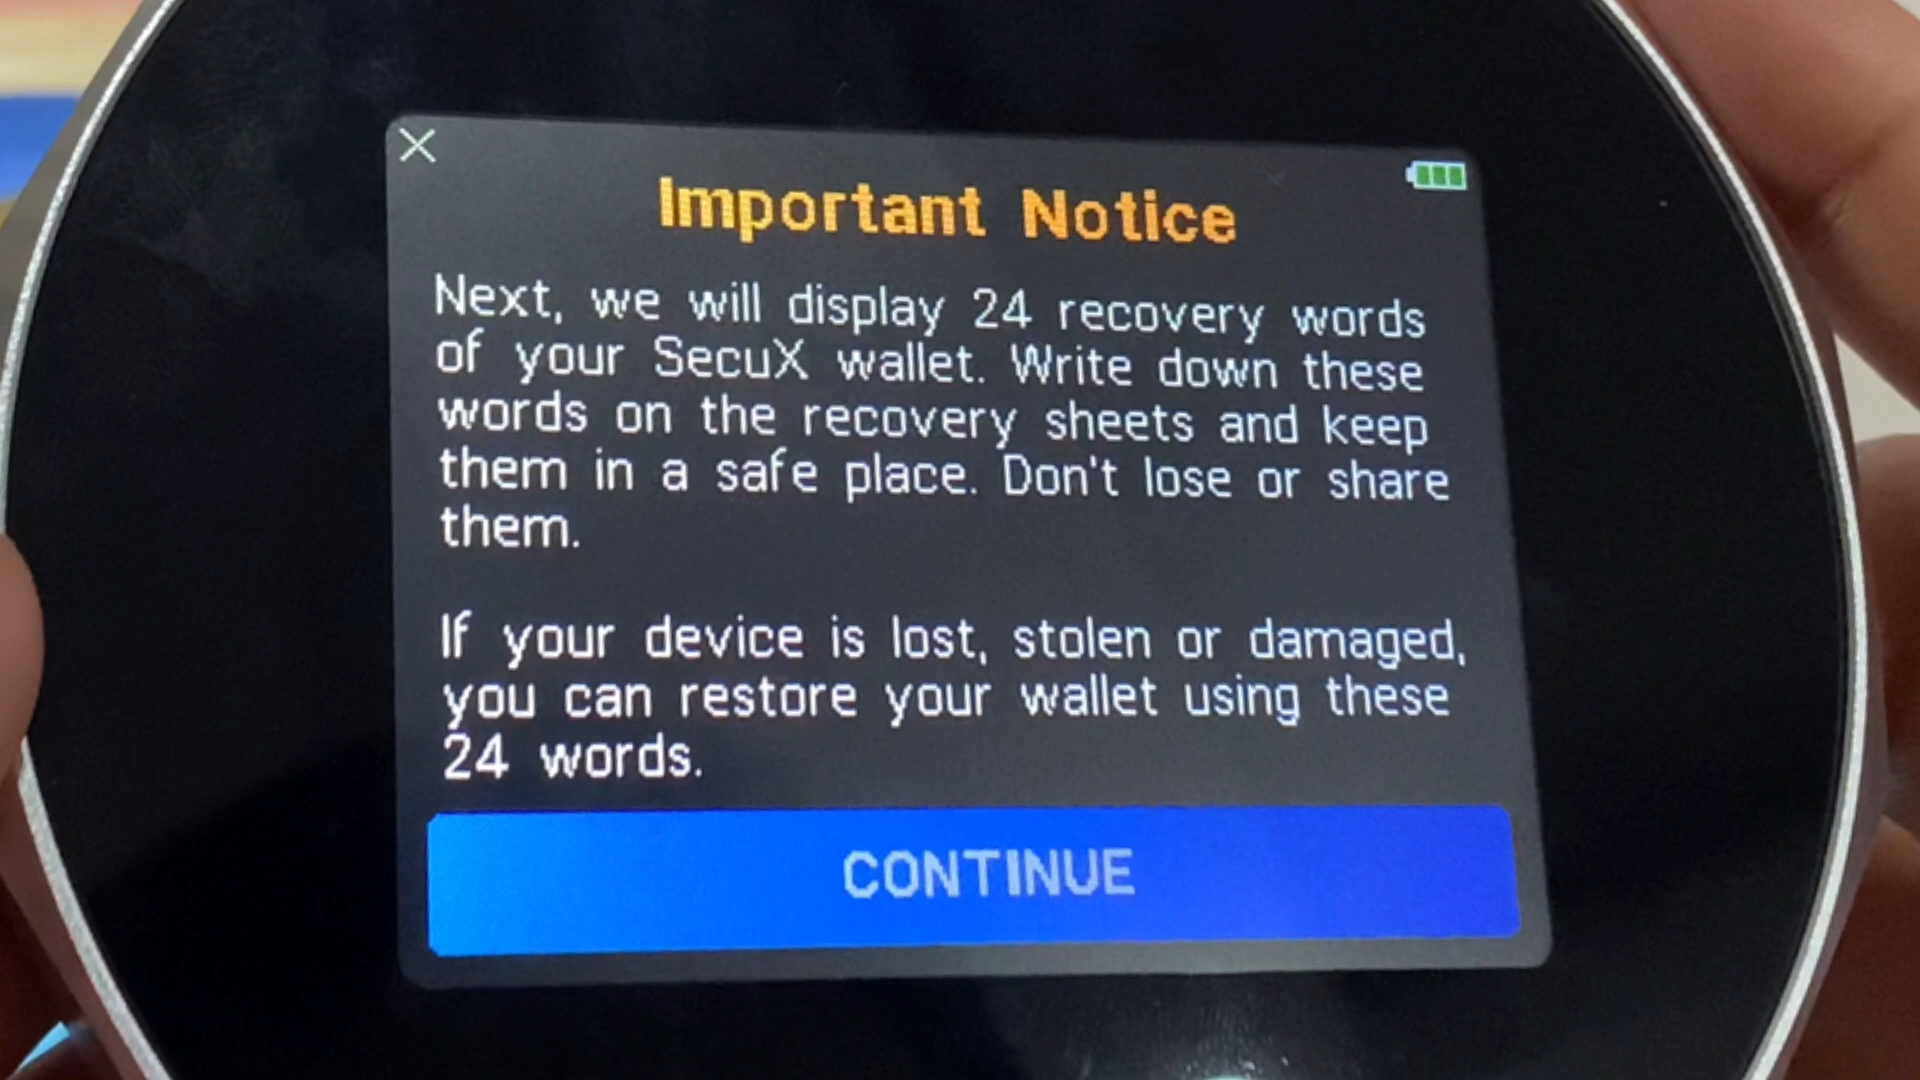 Important Notice
Next, we will display 24 recovery words
of your SecuX wallet. Write down these
words on the recovery sheets and keep
them in a safe place. Don't lose or share
them.
If your device is lost, stolen or damaged,
you can restore your wallet using these
24 words.
CONTINUE